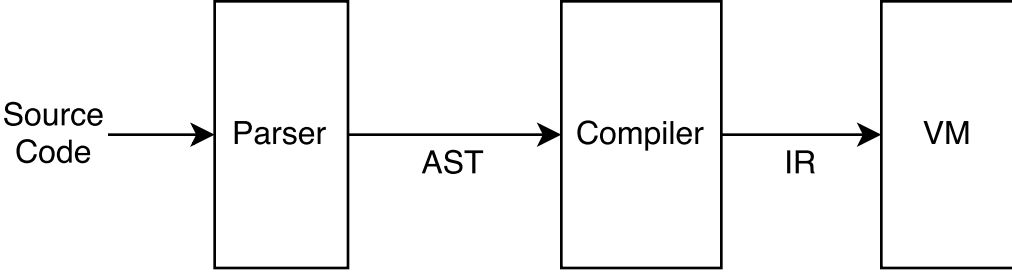 Source
Code
Parser
AST
Compiler
IR
VM